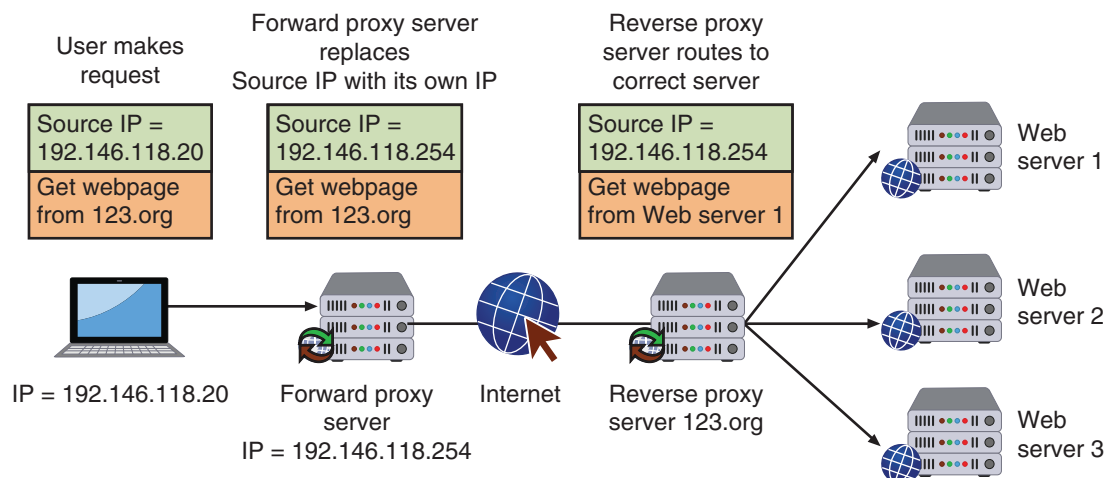 User makes
request
Forward proxy server
replaces
Source IP with its own IP
Reverse proxy
server routes to
correct server
Source IP =
192.146.118.20
Get webpage
from 123.org
Source IP =
192.146.118.254
Get webpage
from 123.org
Source IP =
192.146.118.254
Get webpage
from Web server 1
Web
server 1
Web
server 2
Web
server 3
IP = 192.146.118.20
Forward proxy
server
IP = 192.146.118.254
Internet
Reverse proxy
server 123.org